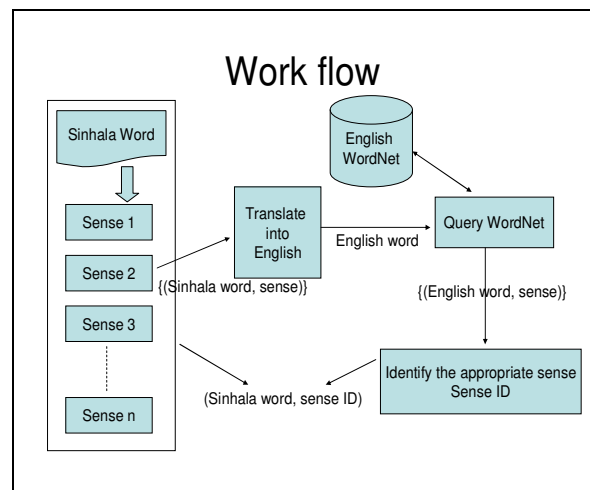 Work flow
Sinhala Word
Sense 1
Sense 2
Sense 3
Sense n
Translate
into
English
{(Sinhala word, sense)}
English word
English
WordNet
Query WordNet
{(English word, sense)}
Identify the appropriate sense
Sense ID
(Sinhala word, sense ID)